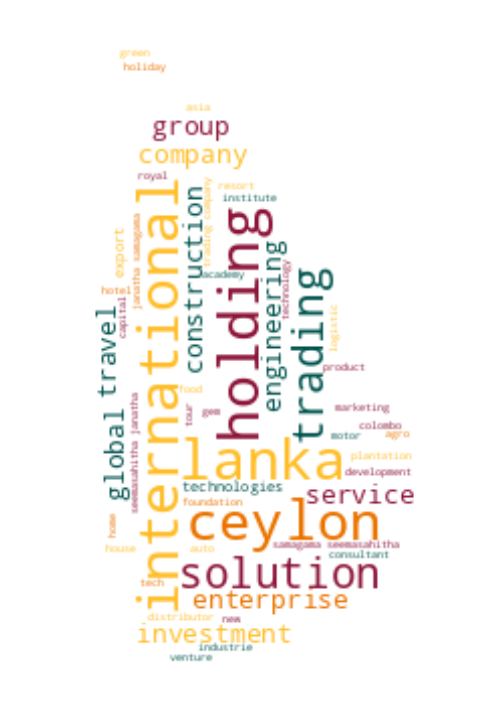 green
holiday
asia
group
company
royal
resort
institute
international
construction
trading company
holding
engineering
technology
trading
export
janatha samagama
academy
hotel
capital
travel
logistic
product
global
seemasahitha janatha
food
tour
gem
marketing
colombo
motor
agro
lanka
plantation
development
technologies
service
foundation
ceylon
home
house
auto
samagama seemasahitha
consultant
solution
tech
enterprise
distributor
new
investment
industrie
venture